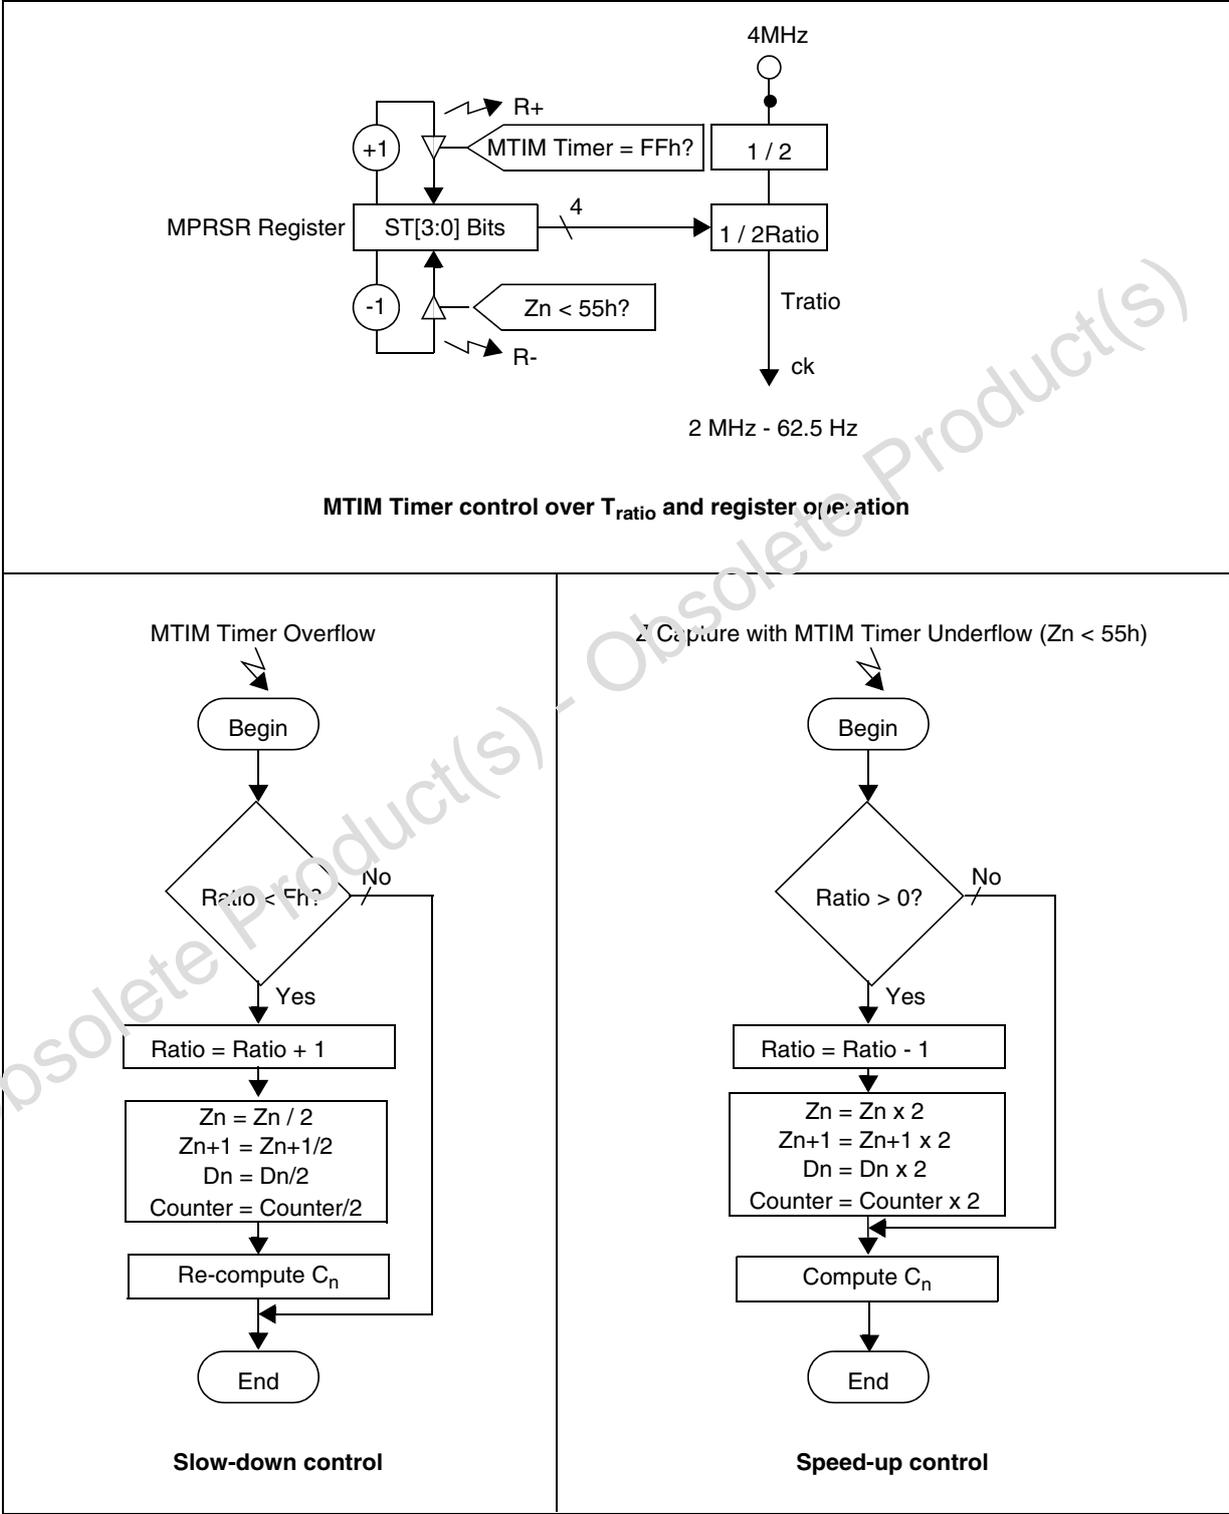 4MHz
R+
+1
MTIM Timer = FFh?
1 / 2
4
MPRSR Register
ST[3:0] Bits
1 / 2Ratio
-1
Zn < 55h?
Tratio
R-
ck
2 MHz - 62.5 Hz
MTIM Timer control over Tratio and register operation
MTIM Timer Overflow
Begin
Ratio < Fh?
No
Yes
Ratio = Ratio + 1
Zn = Zn / 2
Zn+1 = Zn+1/2
Dn = Dn/2
Counter = Counter/2
Re-compute Cn
End
Slow-down control
Z Capture with MTIM Timer Underflow (Zn < 55h)
Begin
Ratio > 0?
No
Yes
Ratio = Ratio - 1
Zn = Zn x 2
Zn+1 = Zn+1 x 2
Dn = Dn x 2
Counter = Counter x 2
Compute Cn
End
Speed-up control
bsolete Product(s) - Obsolete Product(s)